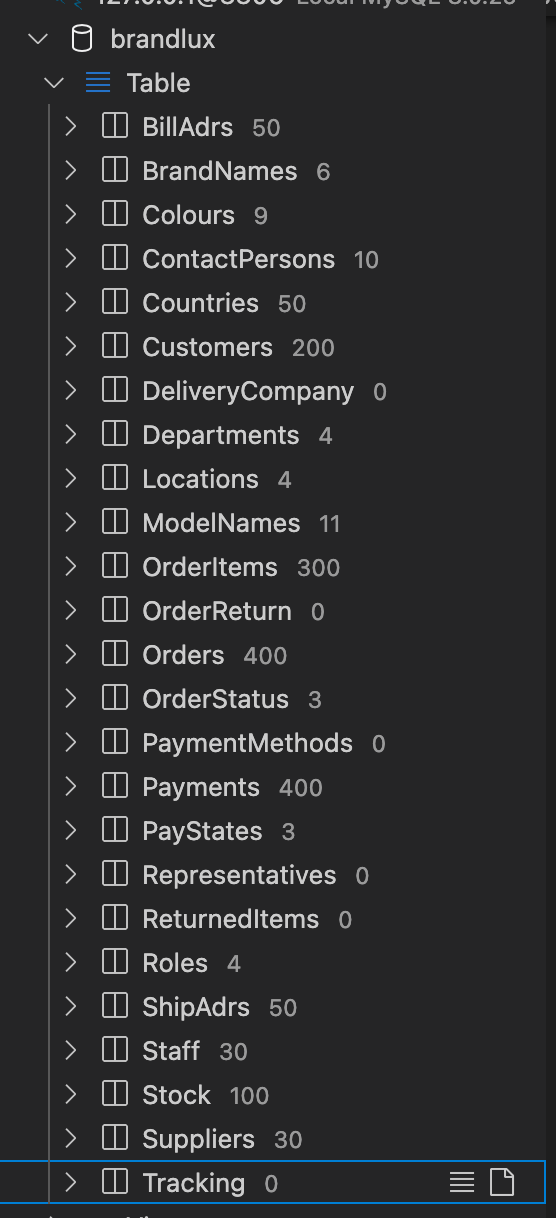 brandlux
Table
BillAdrs 50
BrandNames 6
Colours 9
ContactPersons 10
Countries 50
Customers 200
DeliveryCompany 0
Departments 4
Locations 4
ModelNames 11
OrderItems 300
OrderReturn 0
Orders 400
OrderStatus 3
PaymentMethods 0
Payments 400
PayStates 3
Representatives 0
ReturnedItems 0
Roles 4
ShipAdrs 50
Staff 30
Stock 100
Suppliers 30
Tracking 0